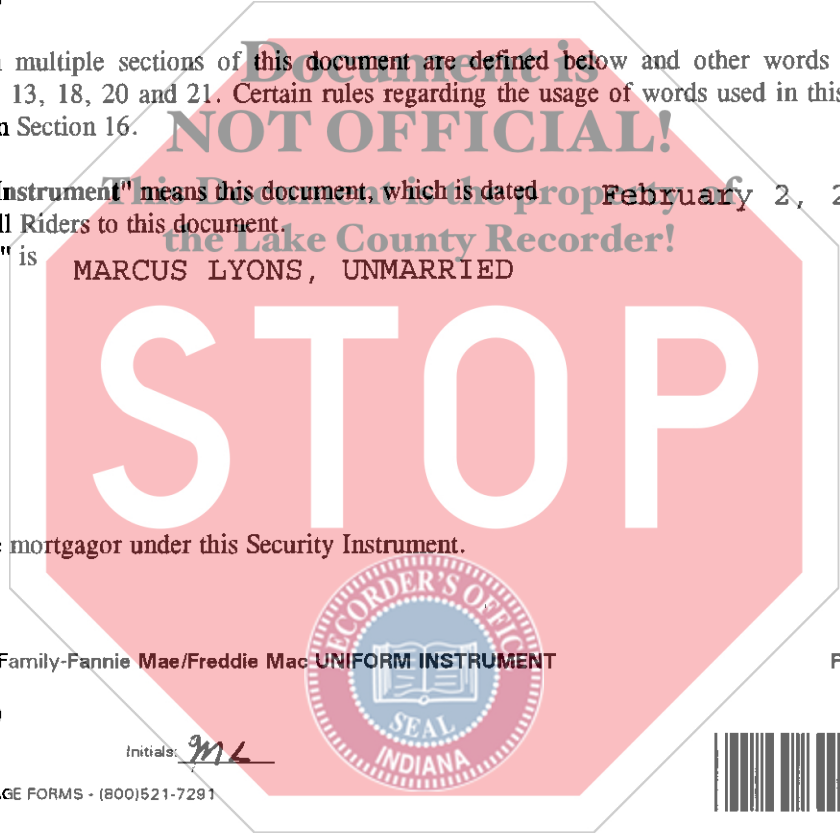 multiple sections of this document are defined below and other words
13, 18, 20 and 21. Certain rules regarding the usage of words used in this
Section 16.
Document is
NOT OFFICIAL!
This Document is the property of
the Lake County Recorder!
Instrument" means this document, which is dated February 2, 2
Riders to this document.
" is
MARCUS LYONS, UNMARRIED
STOP
mortgagor under this Security Instrument.
RECORDER'S OFFICE
SEAL
INDIANA
Family-Fannie Mae/Freddie Mac UNIFORM INSTRUMENT
Initials: ML
GE FORMS - (800)521-7291